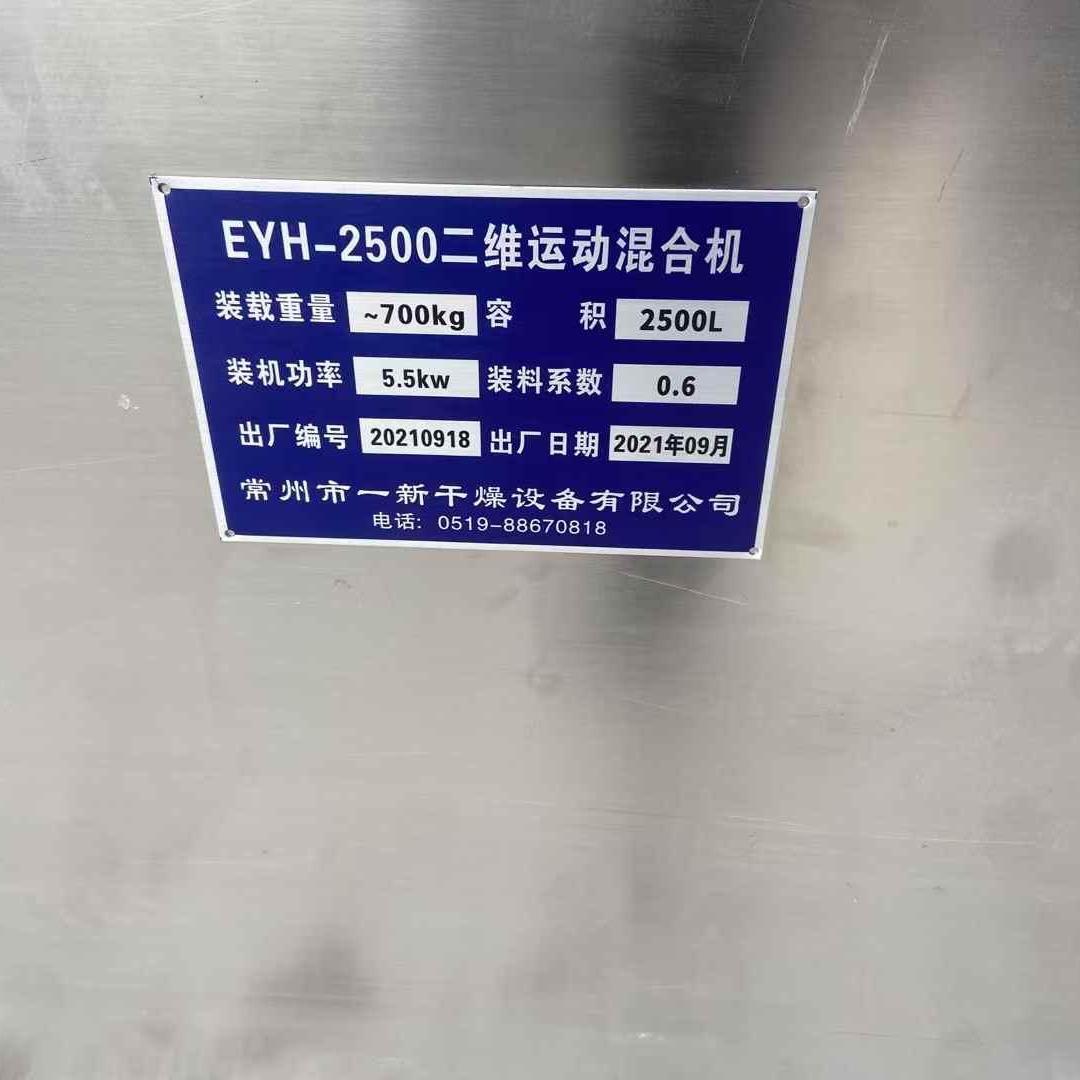 EYH-2500二维运动混合机
装载重量 ~700kg 容 积 2500L
装机功率 5.5kw 装料系数 0.6
出厂编号 20210918 出厂日期 2021年09月
常州市一新干燥设备有限公司
电话: 0519-88670818